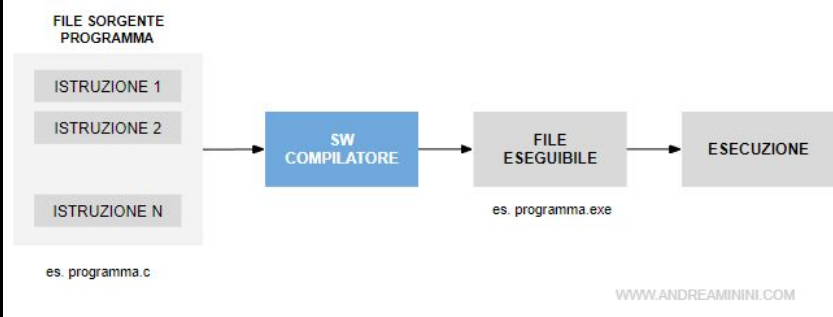 FILE SORGENTE
PROGRAMMA
ISTRUZIONE 1
ISTRUZIONE 2
ISTRUZIONE N
es. programma.c
SW
COMPILATORE
FILE
ESEGUIBILE
es. programma.exe
ESECUZIONE
WWW.ANDREAMININI.COM